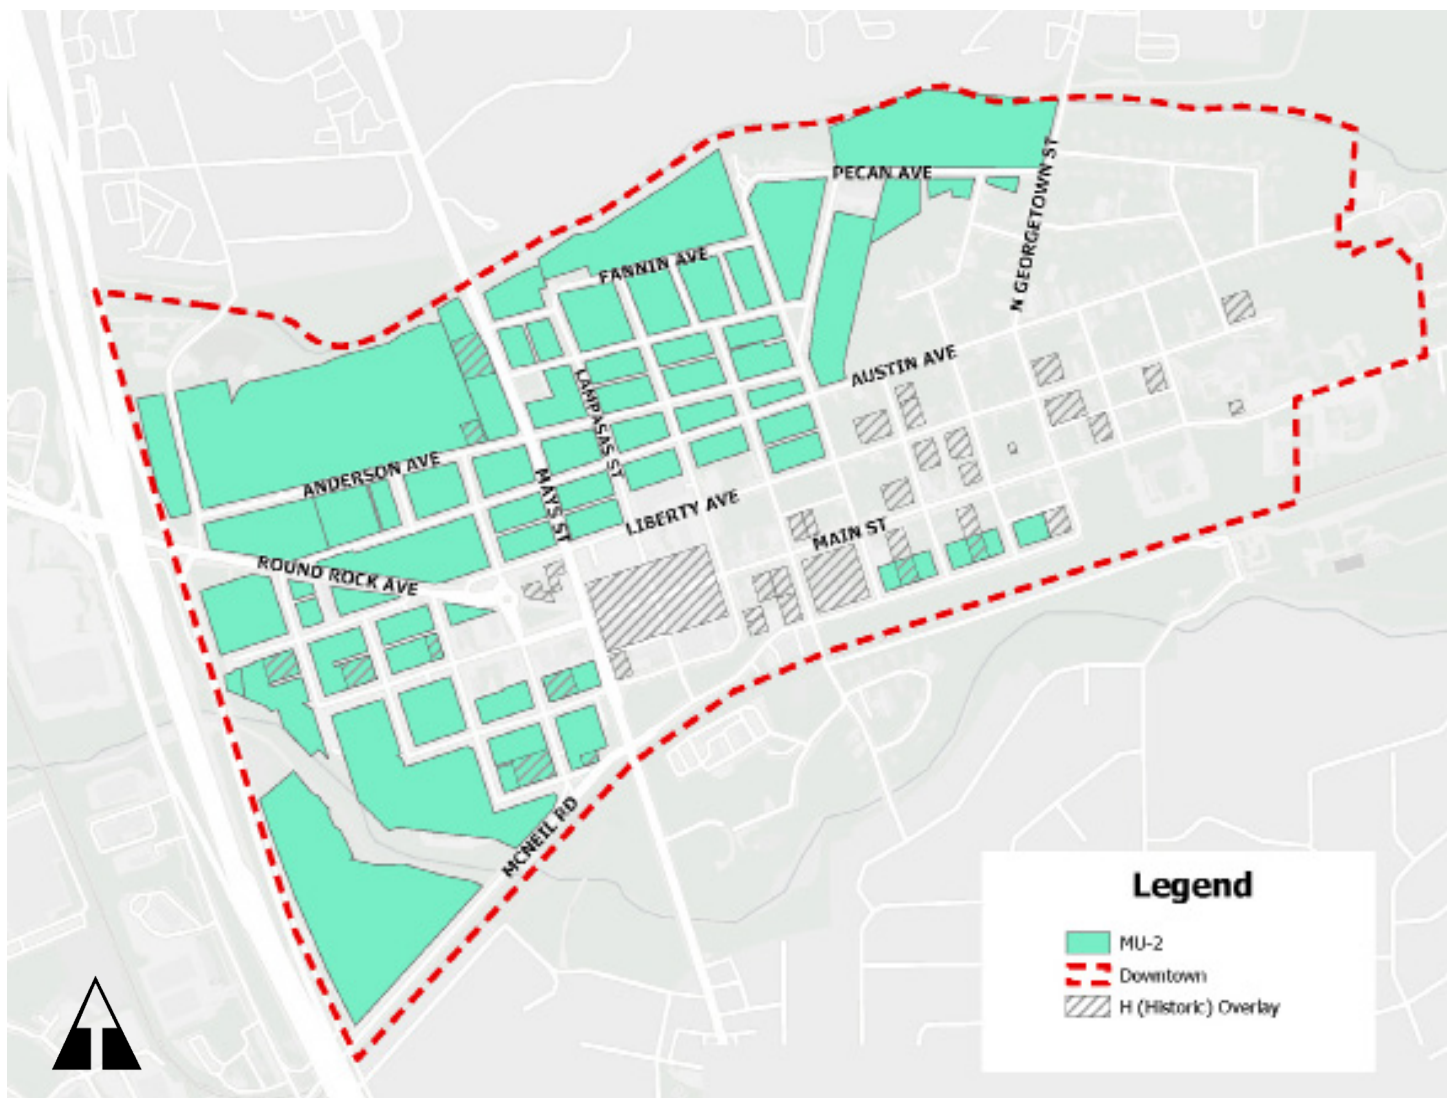 PECAN AVE
N GEORGETOWN ST
FANNIN AVE
AUSTIN AVE
LAMPASAS ST
ANDERSON AVE
MAYS ST
LIBERTY AVE
MAIN ST
ROUND ROCK AVE
MCNEIL RD
Legend
MU-2
Downtown
H (Historic) Overlay